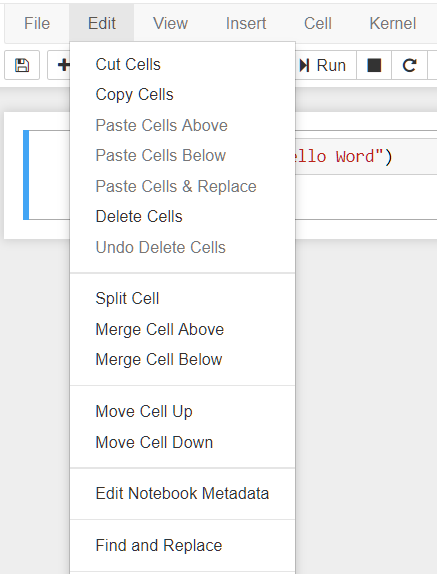 File Edit View Insert Cell Kernel
Run
Cut Cells
Copy Cells
Paste Cells Above
Paste Cells Below
ello Word")
Paste Cells & Replace
Delete Cells
Undo Delete Cells
Split Cell
Merge Cell Above
Merge Cell Below
Move Cell Up
Move Cell Down
Edit Notebook Metadata
Find and Replace